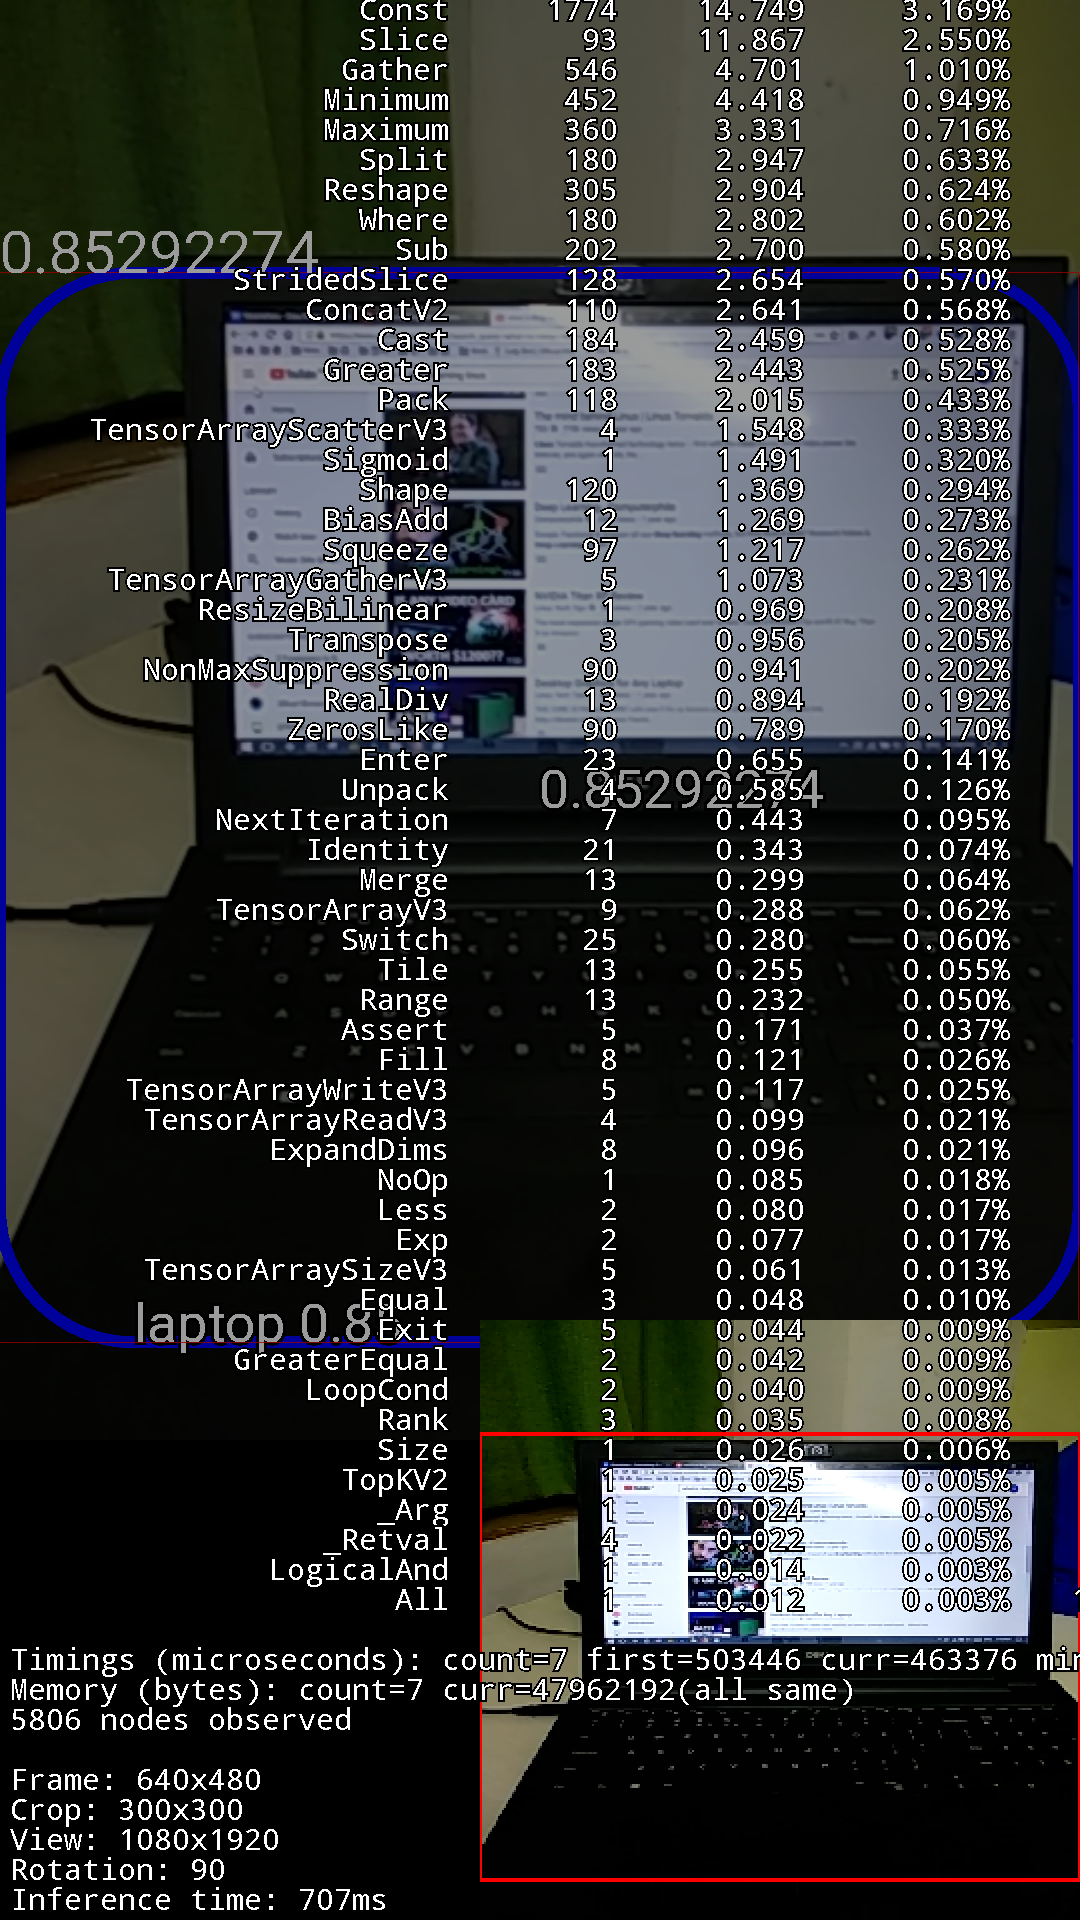 Const 1774 14.749 3.169%
Slice 93 11.867 2.550%
Gather 546 4.701 1.010%
Minimum 452 4.418 0.949%
Maximum 360 3.331 0.716%
Split 180 2.947 0.633%
Reshape 305 2.904 0.624%
Where 180 2.802 0.602%
0.85292274
Sub 202 2.700 0.580%
StridedSlice 128 2.654 0.570%
ConcatV2 110 2.641 0.568%
Cast 184 2.459 0.528%
Greater 183 2.443 0.525%
Pack 118 2.015 0.433%
TensorArrayScatterV3 4 1.548 0.333%
Sigmoid 1 1.491 0.320%
Shape 120 1.369 0.294%
BiasAdd 12 1.269 0.273%
Squeeze 97 1.217 0.262%
TensorArrayGatherV3 5 1.073 0.231%
ResizeBilinear 1 0.969 0.208%
Transpose 3 0.956 0.205%
NonMaxSuppression 90 0.941 0.202%
RealDiv 13 0.894 0.192%
ZerosLike 90 0.789 0.170%
Enter 23 0.655 0.141%
Unpack 4 0.585 0.126%
0.85292274
NextIteration 7 0.443 0.095%
Identity 21 0.343 0.074%
Merge 13 0.299 0.064%
TensorArrayV3 9 0.288 0.062%
Switch 25 0.280 0.060%
Tile 13 0.255 0.055%
Range 13 0.232 0.050%
Assert 5 0.171 0.037%
Fill 8 0.121 0.026%
TensorArrayWriteV3 5 0.117 0.025%
TensorArrayReadV3 4 0.099 0.021%
ExpandDims 8 0.096 0.021%
NoOp 1 0.085 0.018%
Less 2 0.080 0.017%
Exp 2 0.077 0.017%
TensorArraySizeV3 5 0.061 0.013%
Equal 3 0.048 0.010%
laptop 0.85
Exit 5 0.044 0.009%
GreaterEqual 2 0.042 0.009%
LoopCond 2 0.040 0.009%
Rank 3 0.035 0.008%
Size 1 0.026 0.006%
TopKV2 1 0.025 0.005%
_Arg 1 0.024 0.005%
_Retval 4 0.022 0.005%
LogicalAnd 1 0.014 0.003%
All 1 0.012 0.003%
Timings (microseconds): count=7 first=503446 curr=463376 min
Memory (bytes): count=7 curr=47962192(all same)
5806 nodes observed
Frame: 640x480
Crop: 300x300
View: 1080x1920
Rotation: 90
Inference time: 707ms